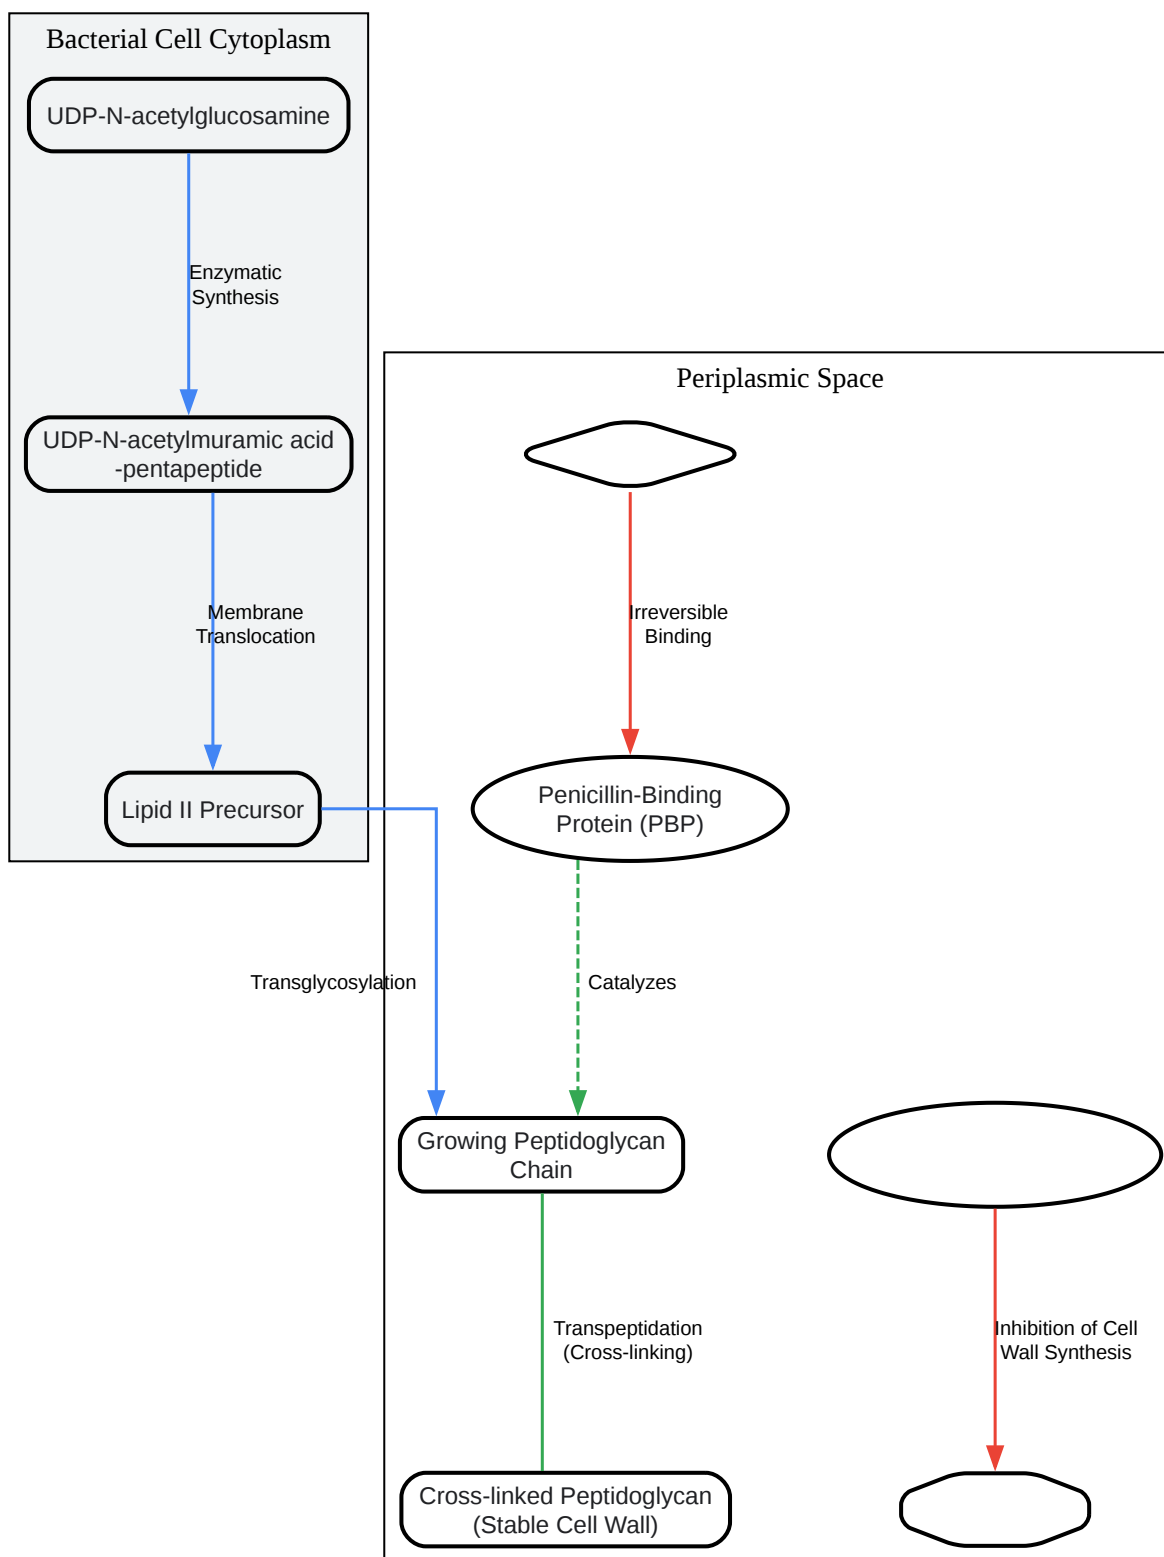 Bacterial Cell Cytoplasm
UDP-N-acetylglucosamine
Enzymatic
Synthesis
UDP-N-acetylmuramic acid
-pentapeptide
Membrane
Translocation
Lipid II Precursor
Periplasmic Space
Irreversible
Binding
Penicillin-Binding
Protein (PBP)
Transglycosylation
Catalyzes
Growing Peptidoglycan
Chain
Transpeptidation
(Cross-linking)
Inhibition of Cell
Wall Synthesis
Cross-linked Peptidoglycan
(Stable Cell Wall)